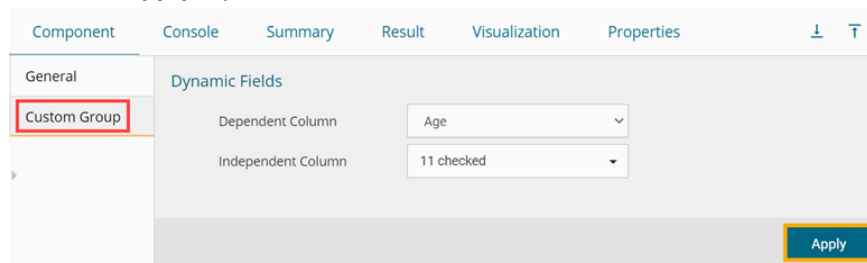 Component Console Summary Result Visualization Properties
General
Dynamic Fields
Custom Group
Dependent Column Age
Independent Column 11 checked
Apply